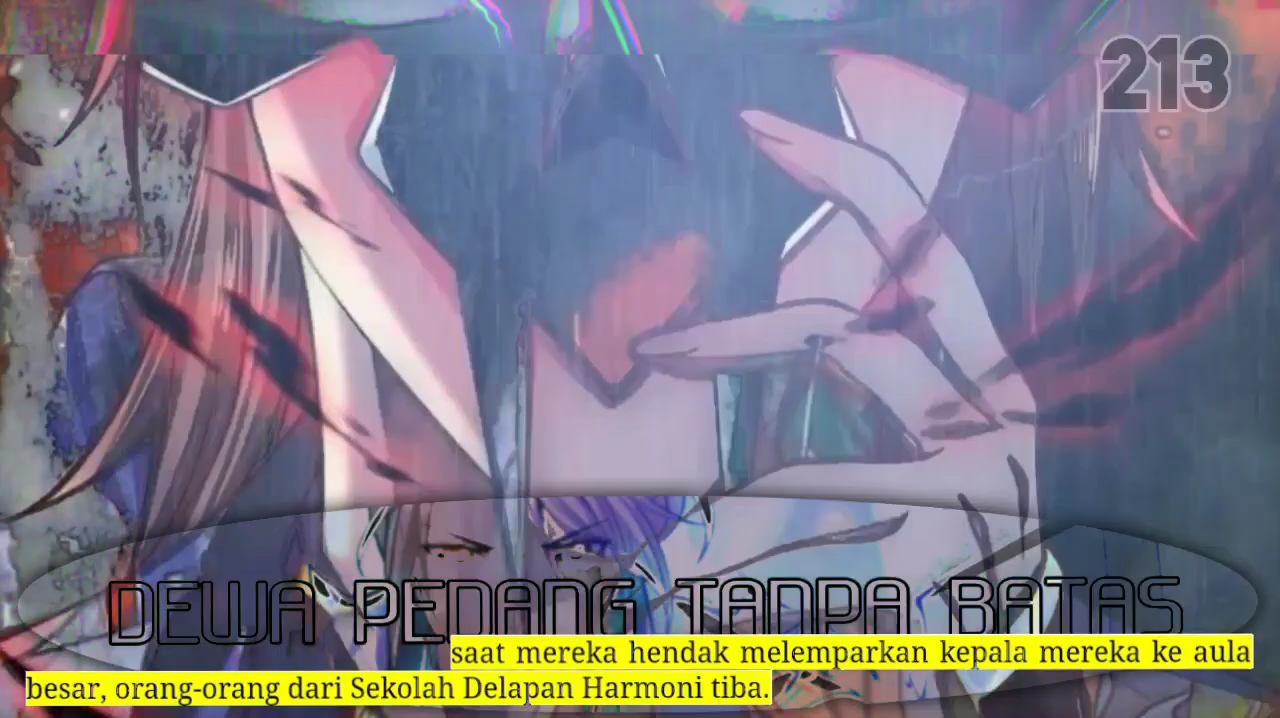 213
DEWA PEDANG TANPA BATAS
saat mereka hendak melemparkan kepala mereka ke aula
besar, orang-orang dari Sekolah Delapan Harmoni tiba.